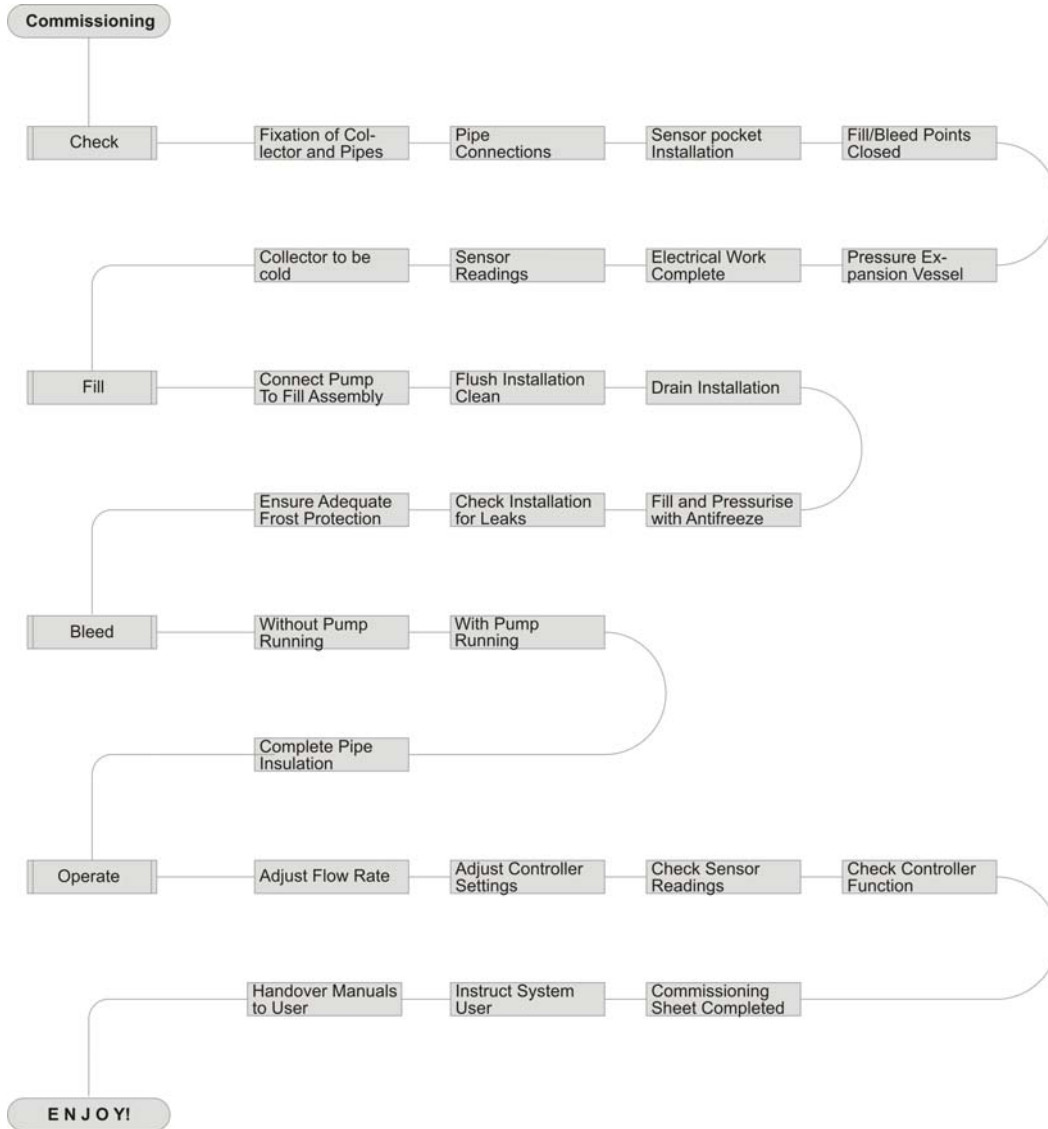 Commissioning
Check
Fixation of Col-
lector and Pipes
Pipe
Connections
Sensor pocket
Installation
Fill/Bleed Points
Closed
Collector to be
cold
Sensor
Readings
Electrical Work
Complete
Pressure Ex-
pansion Vessel
Fill
Connect Pump
To Fill Assembly
Flush Installation
Clean
Drain Installation
Ensure Adequate
Frost Protection
Check Installation
for Leaks
Fill and Pressurise
with Antifreeze
Bleed
Without Pump
Running
With Pump
Running
Complete Pipe
Insulation
Operate
Adjust Flow Rate
Adjust Controller
Settings
Check Sensor
Readings
Check Controller
Function
Handover Manuals
to User
Instruct System
User
Commissioning
Sheet Completed
E N J O Y!